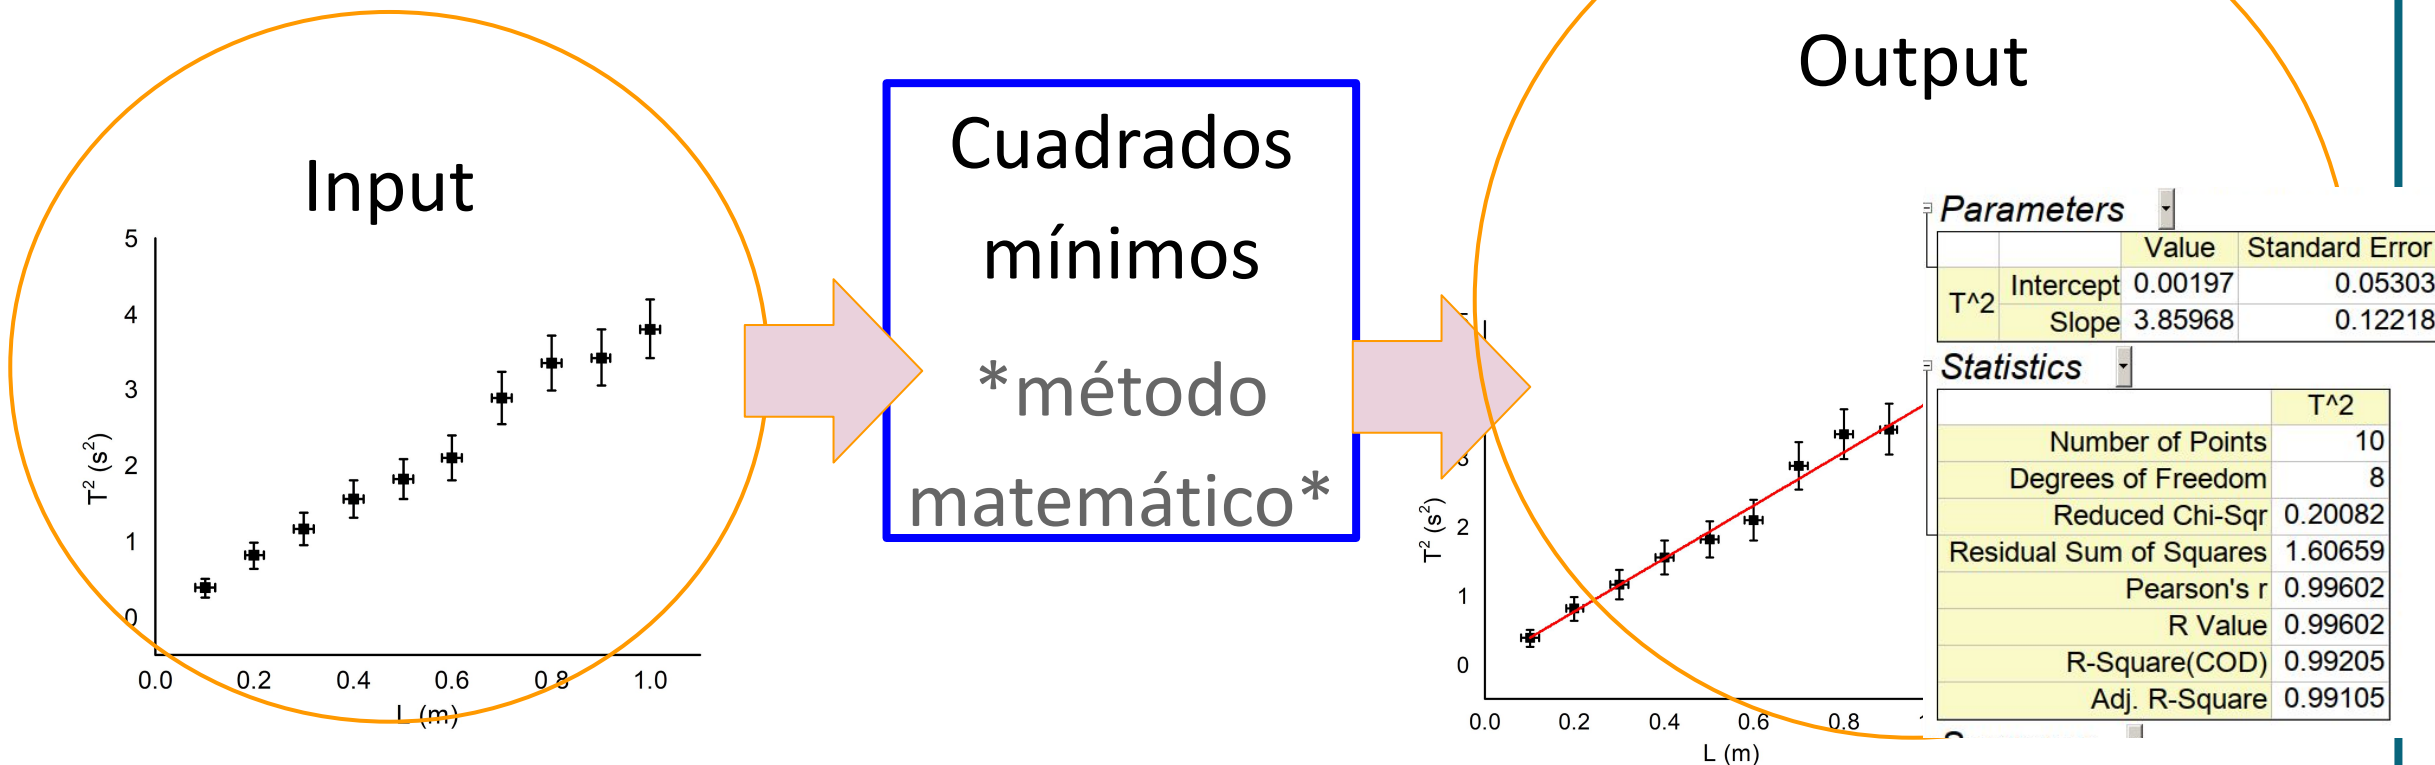 Input
5
4
3
2
1
0
T² (s²)
0.0 0.2 0.4 0.6 0.8 1.0
L (m)
Cuadrados
mínimos
*método
matemático*
Output
3
2
1
0
T² (s²)
0.0 0.2 0.4 0.6 0.8
L (m)
Parameters
Value Standard Error
T^2 Intercept 0.00197 0.05303
Slope 3.85968 0.12218
Statistics
T^2
Number of Points 10
Degrees of Freedom 8
Reduced Chi-Sqr 0.20082
Residual Sum of Squares 1.60659
Pearson's r 0.99602
R Value 0.99602
R-Square(COD) 0.99205
Adj. R-Square 0.99105